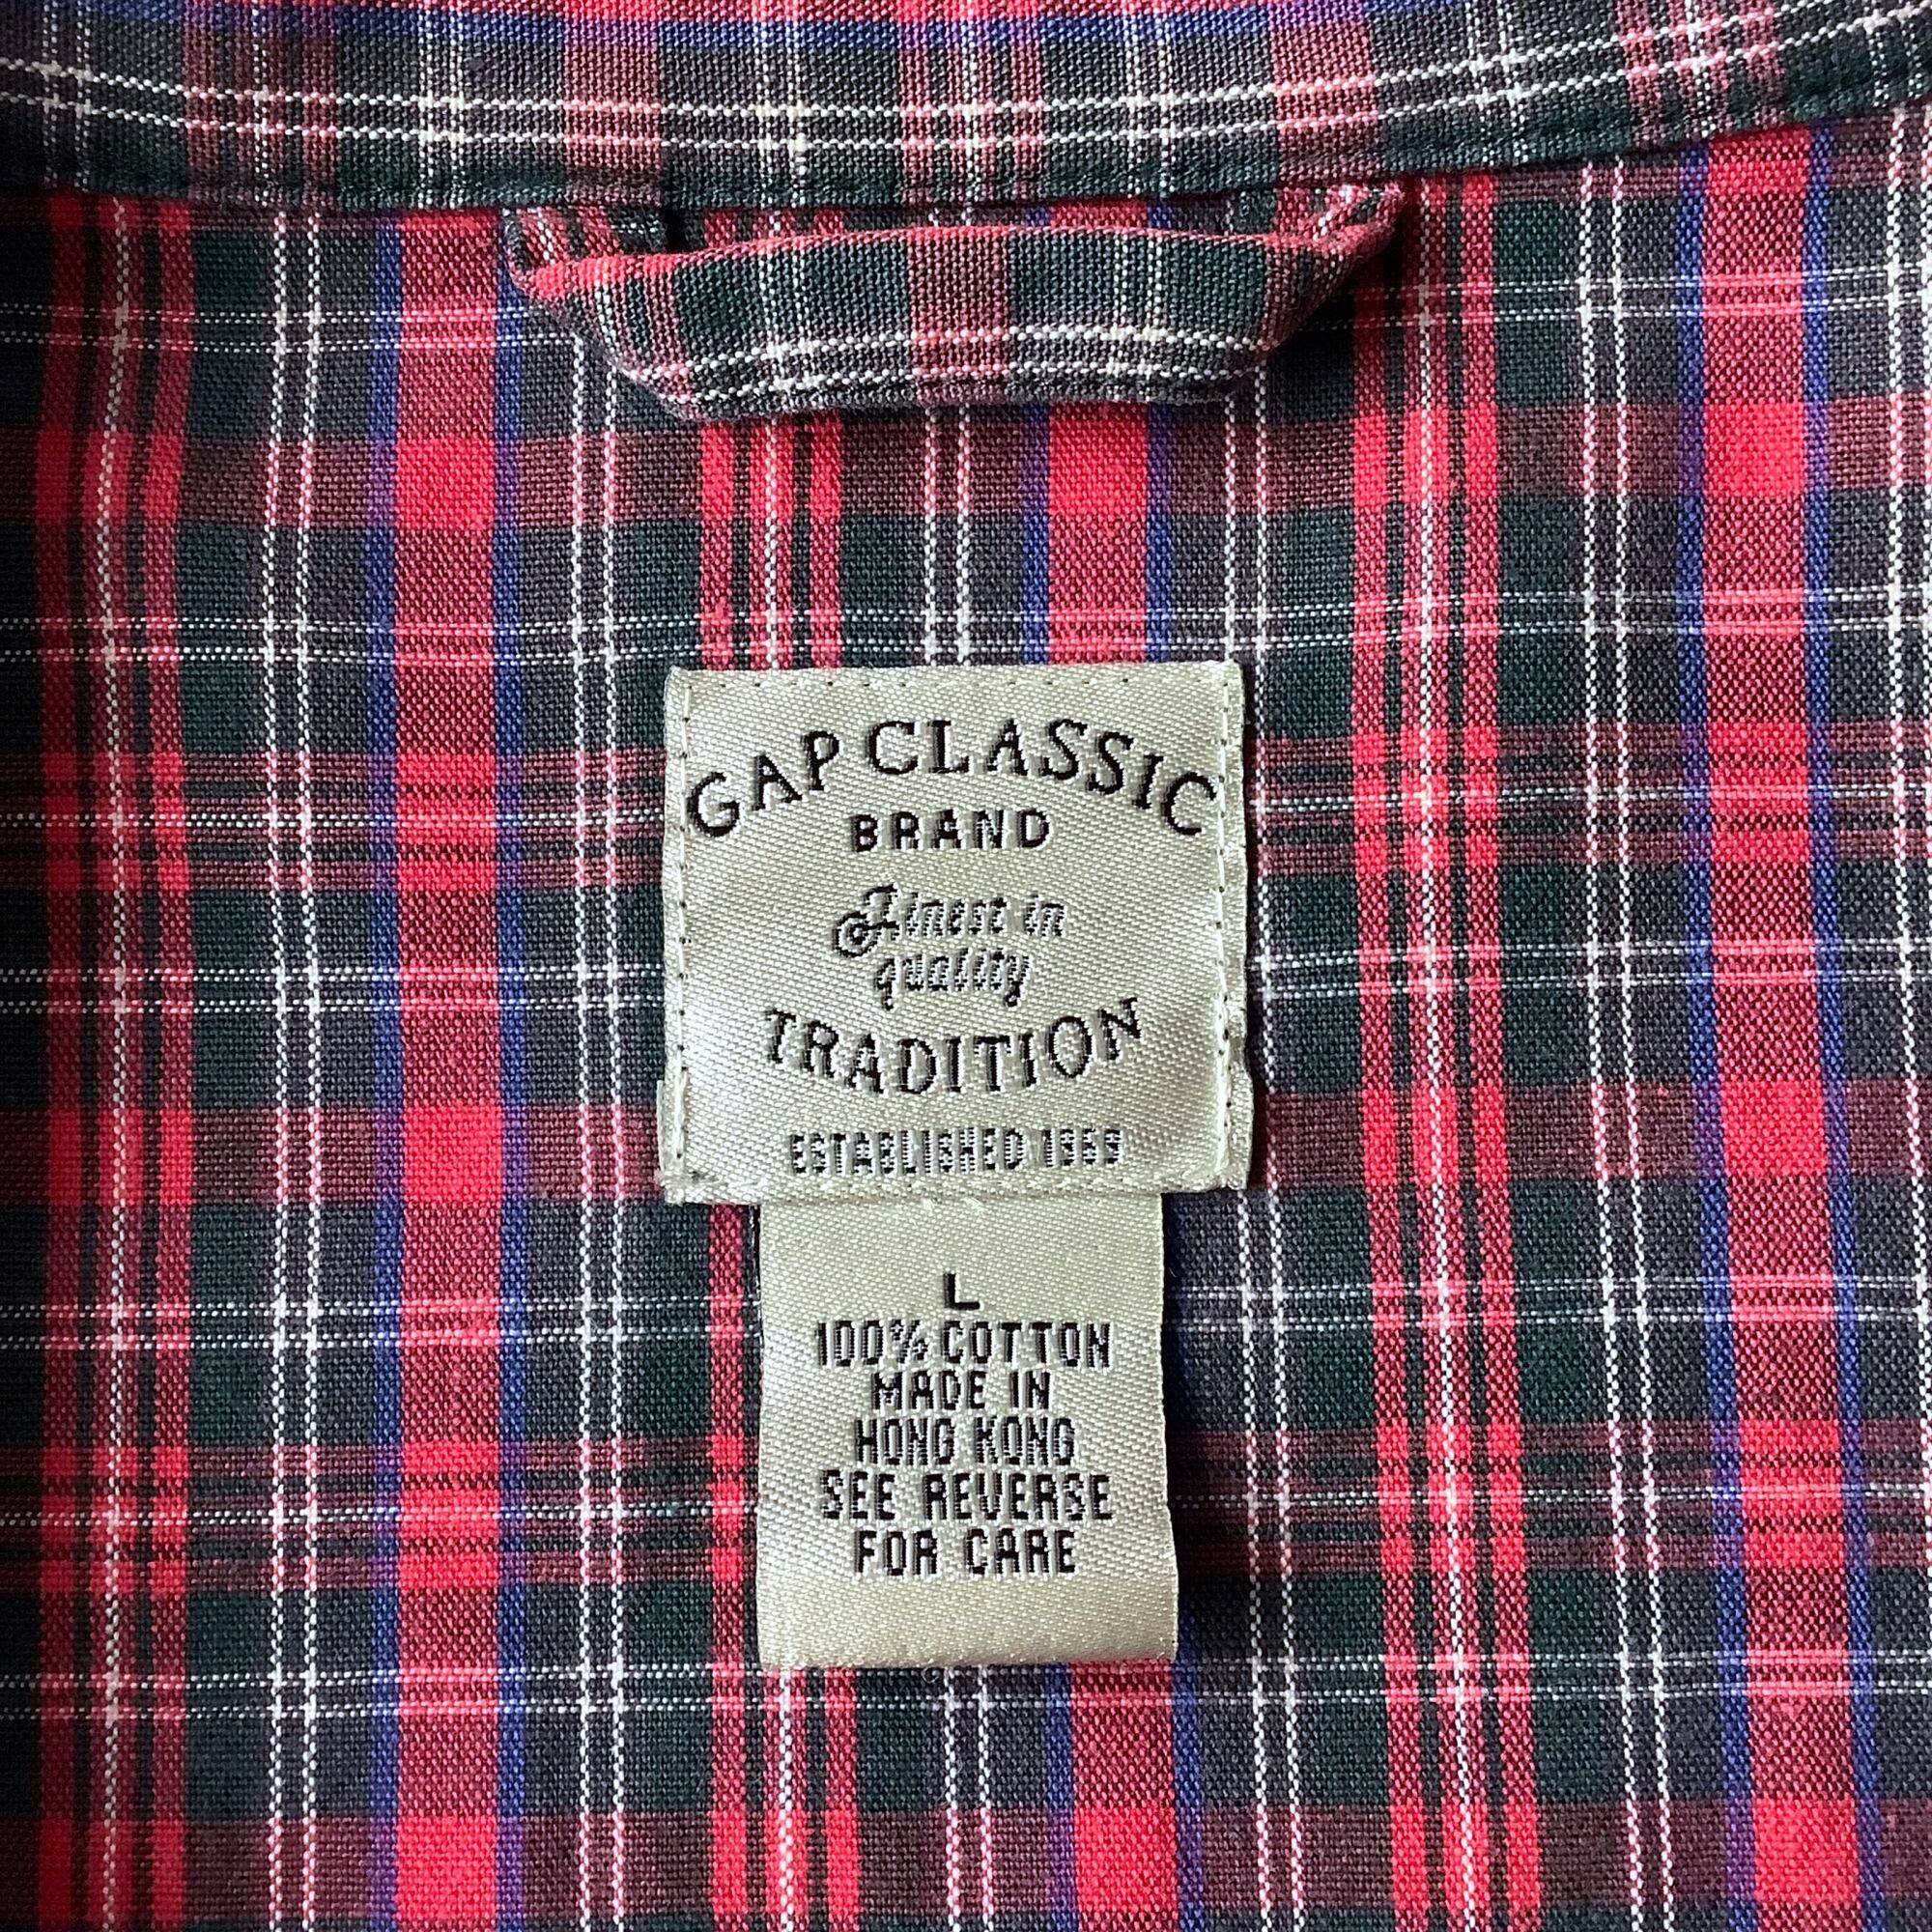 GAP CLASSIC
BRAND
Finest in
quality
TRADITION
ESTABLISHED 1969
L
100% COTTON
MADE IN
HONG KONG
SEE REVERSE
FOR CARE